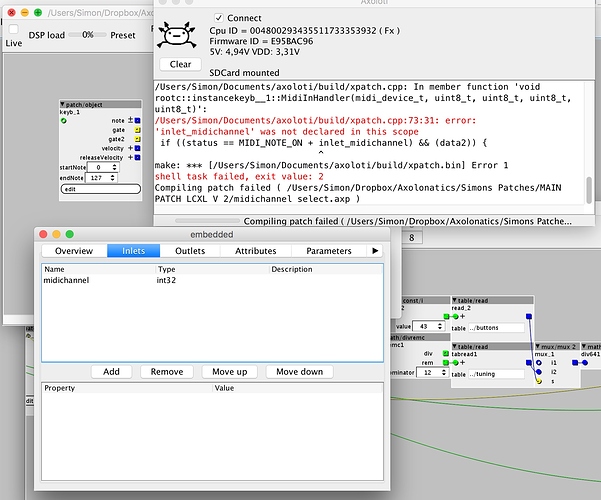 /Users/Simon/Dropbox/Axo
Live
DSP load
0%
Preset
Axoloti
Connect
Cpu ID = 004800293435511733353932 ( Fx )
Firmware ID = E95BAC96
5V: 4,94V VDD: 3,31V
Clear
SDCard mounted
/Users/Simon/Documents/axoloti/build/xpatch.cpp: In member function 'void
rootc::instancekeyb__1::MidiInHandler(midi_device_t, uint8_t, uint8_t, uint8_t,
uint8_t)':
/Users/Simon/Documents/axoloti/build/xpatch.cpp:73:31: error:
'inlet_midichannel' was not declared in this scope
if ((status == MIDI_NOTE_ON + inlet_midichannel) && (data2)) {
^
make: *** [/Users/Simon/Documents/axoloti/build/xpatch.bin] Error 1
shell task failed, exit value: 2
Compiling patch failed ( /Users/Simon/Dropbox/Axolonatics/Simons Patches/MAIN
PATCH LCXL V 2/midichannel select.axp )
Compiling patch failed ( /Users/Simon/Dropbox/Axolonatics/Simons Patche...
patch/object
keyb_1
note
gate
gate2
velocity
releaseVelocity
startNote 0
endNote 127
edit
embedded
Overview Inlets Outlets Attributes Parameters
Name Type Description
midichannel int32
Add Remove Move up Move down
Property Value
8
const/i
2
value 43
table/read
read_2
table ../buttons
math/divremc
rmc1
div
rem
ominator 12
table/read
tabread1
table ../tuning
mux/mux 2
mux_1
i1
i2
s
math
div641
dit